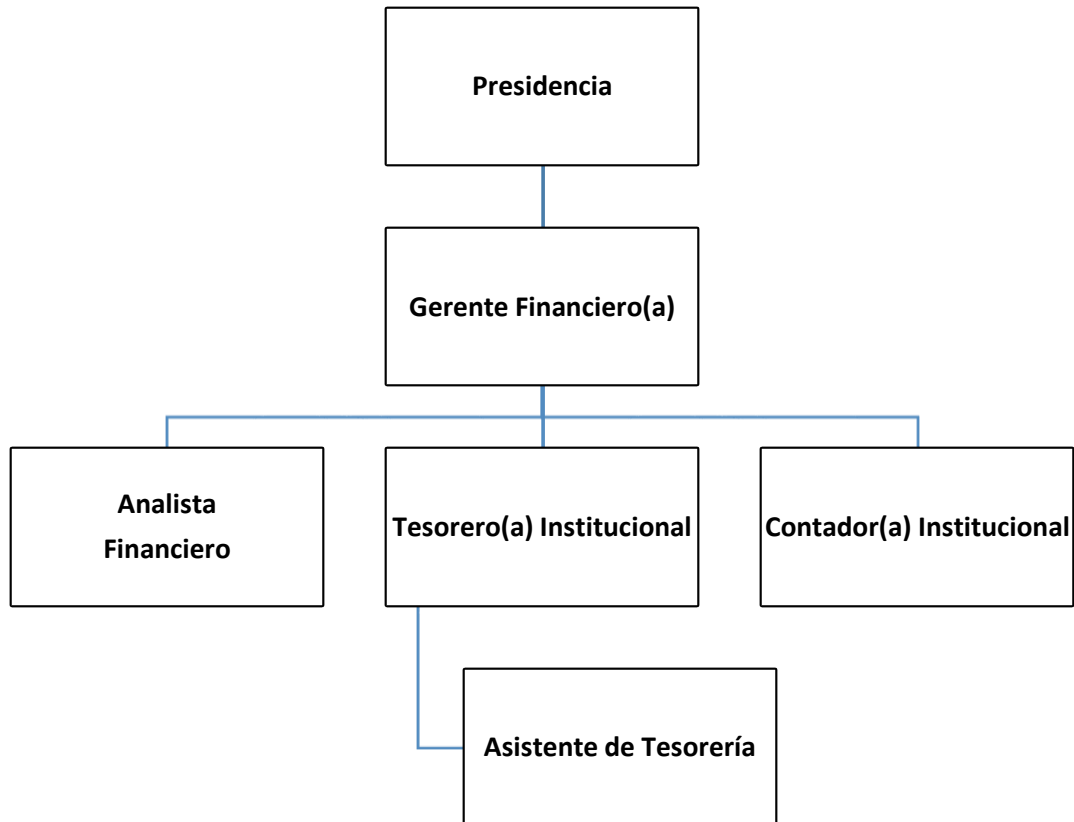 Presidencia
Gerente Financiero(a)
Analista
Financiero
Tesorero(a) Institucional
Contador(a) Institucional
Asistente de Tesorería